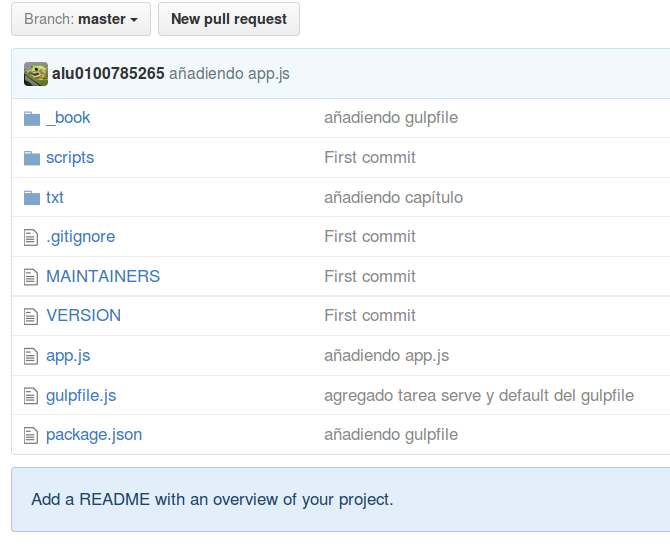 Branch: master
New pull request
alu0100785265 añadiendo app.js
_book añadiendo gulpfile
scripts First commit
txt añadiendo capítulo
.gitignore First commit
MAINTAINERS First commit
VERSION First commit
app.js añadiendo app.js
gulpfile.js agregado tarea serve y default del gulpfile
package.json añadiendo gulpfile
Add a README with an overview of your project.